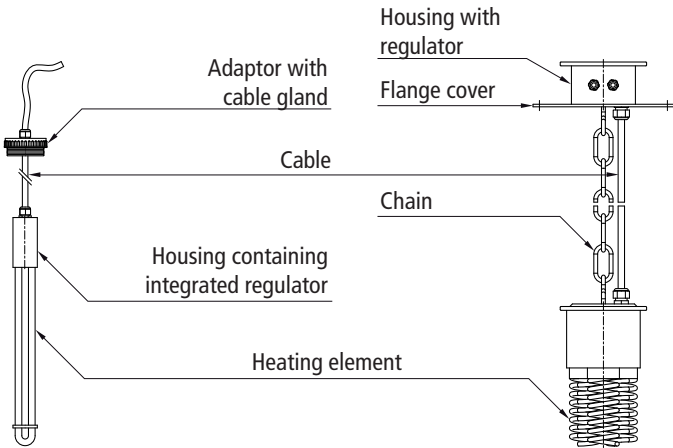 Housing with
regulator
Adaptor with
cable gland
Flange cover
Cable
Chain
Housing containing
integrated regulator
Heating element